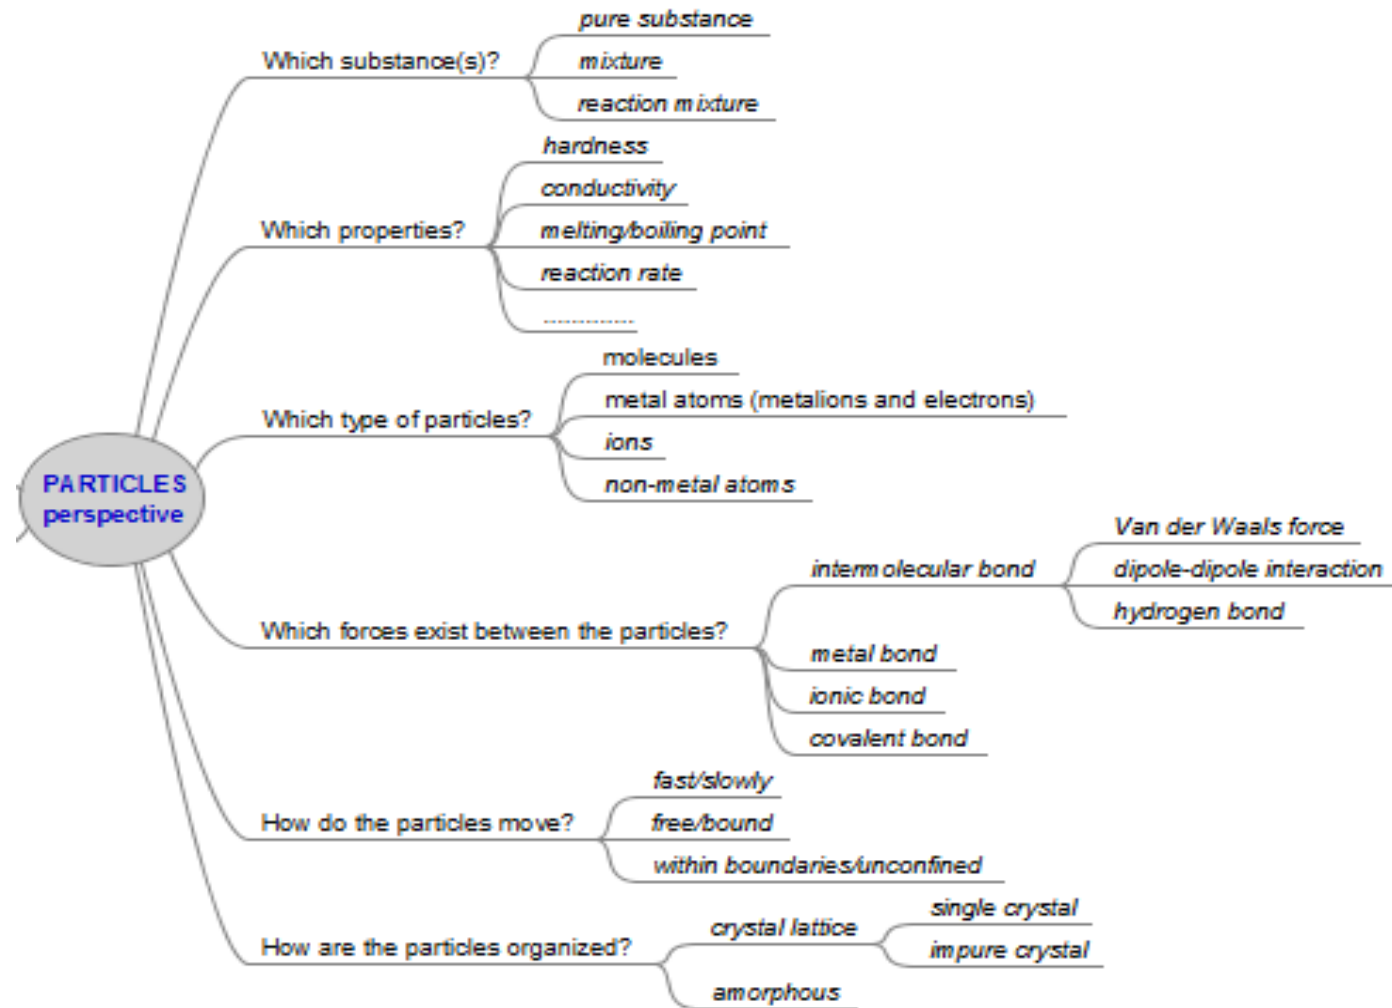 PARTICLES
perspective
Which substance(s)?
pure substance
mixture
reaction mixture
Which properties?
hardness
conductivity
melting/boiling point
reaction rate
-------------
Which type of particles?
molecules
metal atoms (metalions and electrons)
ions
non-metal atoms
Which forces exist between the particles?
intermolecular bond
Van der Waals force
dipole-dipole interaction
hydrogen bond
metal bond
ionic bond
covalent bond
How do the particles move?
fast/slowly
free/bound
within boundaries/unconfined
How are the particles organized?
crystal lattice
single crystal
impure crystal
amorphous